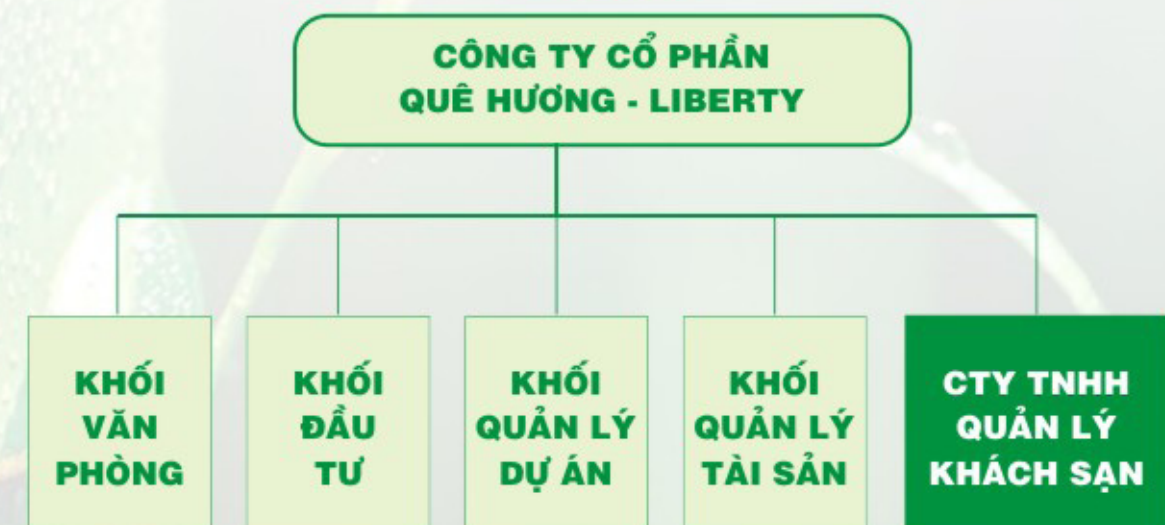 CÔNG TY CỔ PHẦN
QUÊ HƯƠNG - LIBERTY
KHỐI
VĂN
PHÒNG
KHỐI
ĐẦU
TƯ
KHỐI
QUẢN LÝ
DỰ ÁN
KHỐI
QUẢN LÝ
TÀI SẢN
CTY TNHH
QUẢN LÝ
KHÁCH SẠN